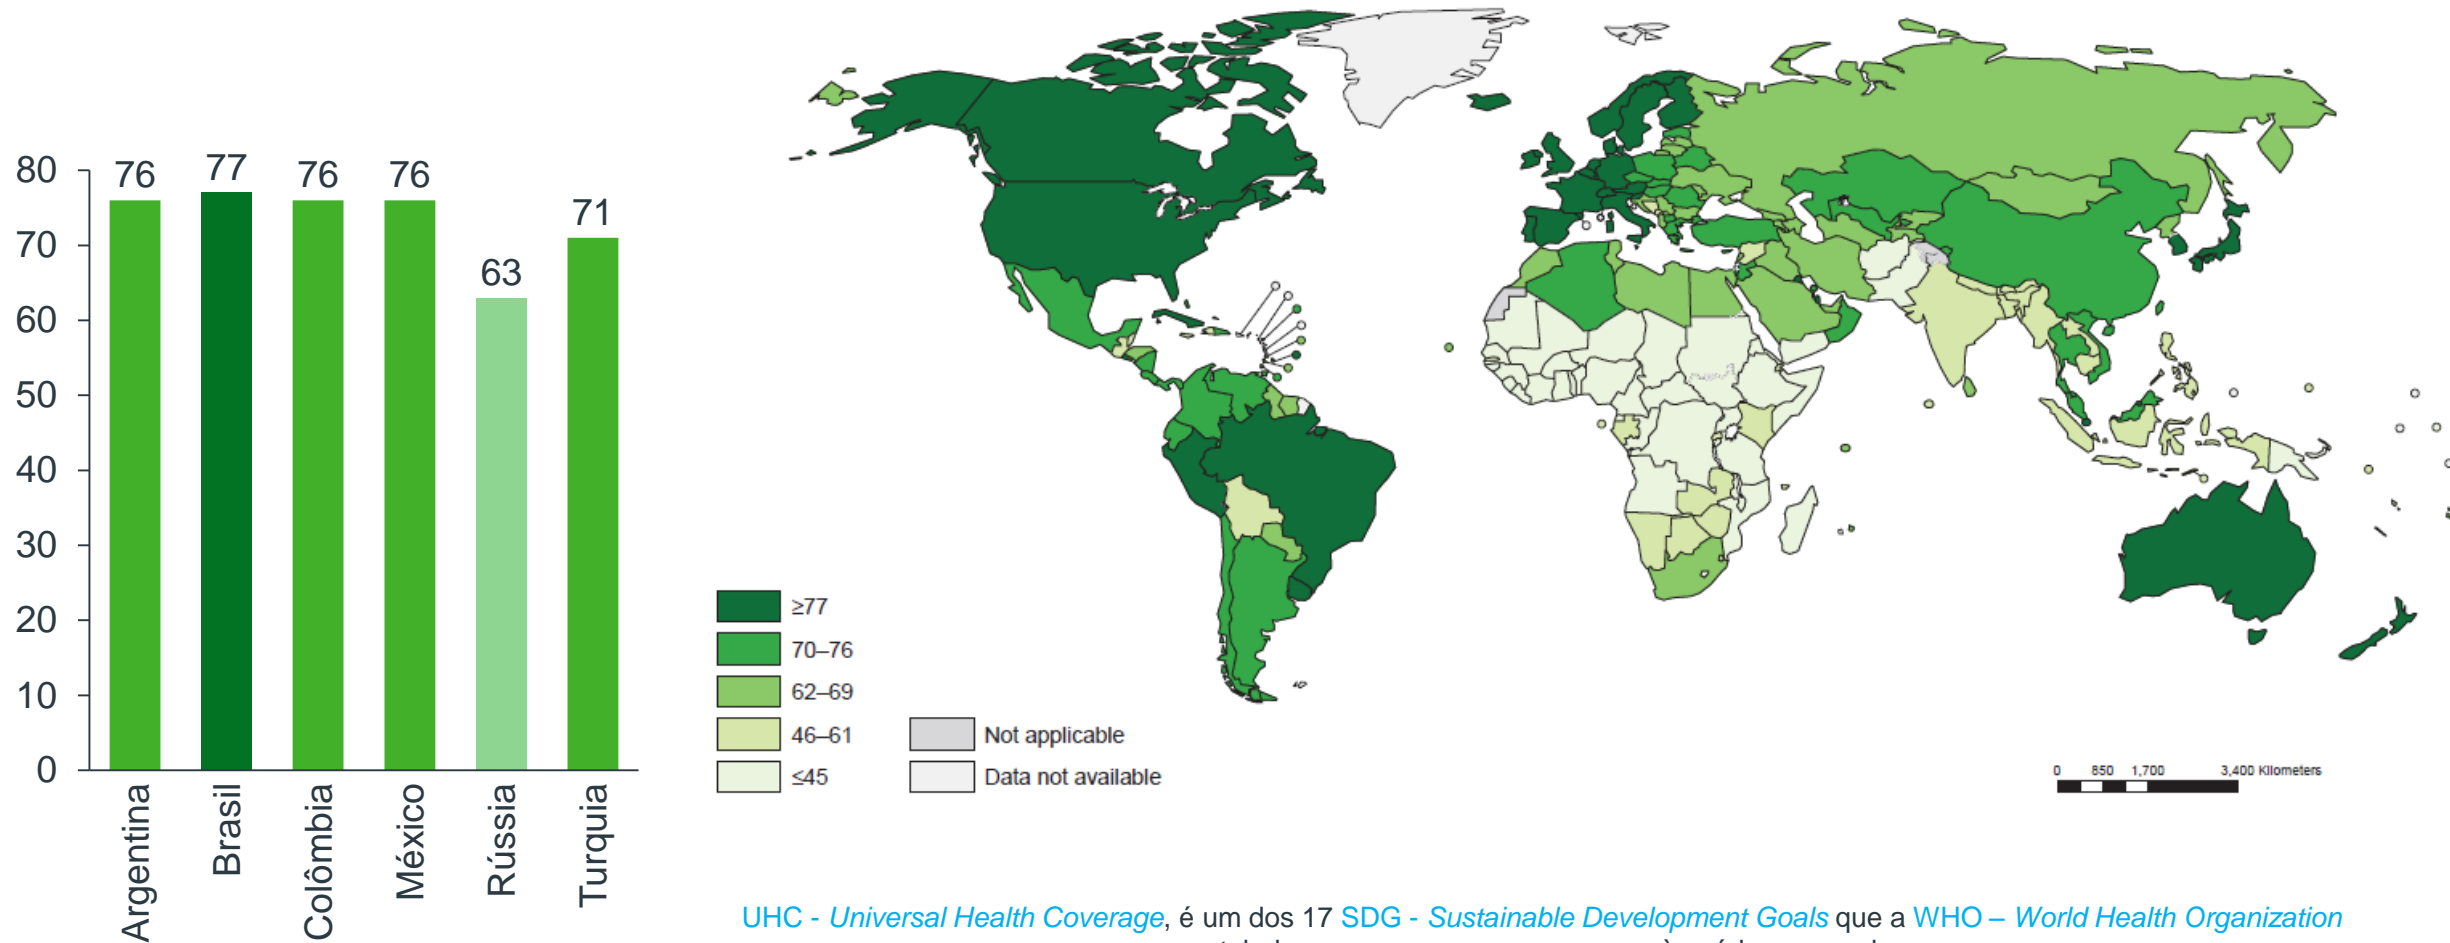 80
70
60
50
40
30
20
10
0
76
77
76
76
63
71
Argentina
Brasil
Colômbia
México
Rússia
Turquia
≥77
70–76
62–69
46–61
≤45
Not applicable
Data not available
0 850 1,700 3,400 Kilometers
UHC - Universal Health Coverage, é um dos 17 SDG - Sustainable Development Goals que a WHO – World Health Organization